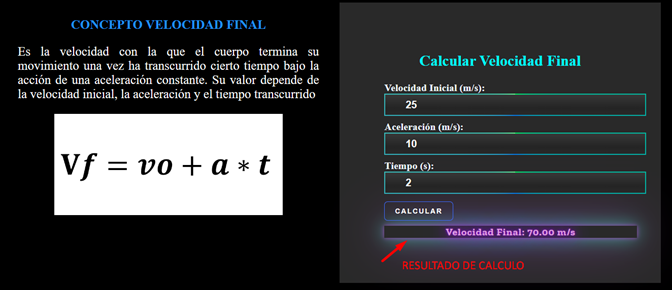 CONCEPTO VELOCIDAD FINAL
Es la velocidad con la que el cuerpo termina su
movimiento una vez ha transcurrido cierto tiempo bajo la
acción de una aceleración constante. Su valor depende de
la velocidad inicial, la aceleración y el tiempo transcurrido
Vf = vo + a * t
Calcular Velocidad Final
Velocidad Inicial (m/s):
25
Aceleración (m/s):
10
Tiempo (s):
2
CALCULAR
Velocidad Final: 70.00 m/s
RESULTADO DE CALCULO